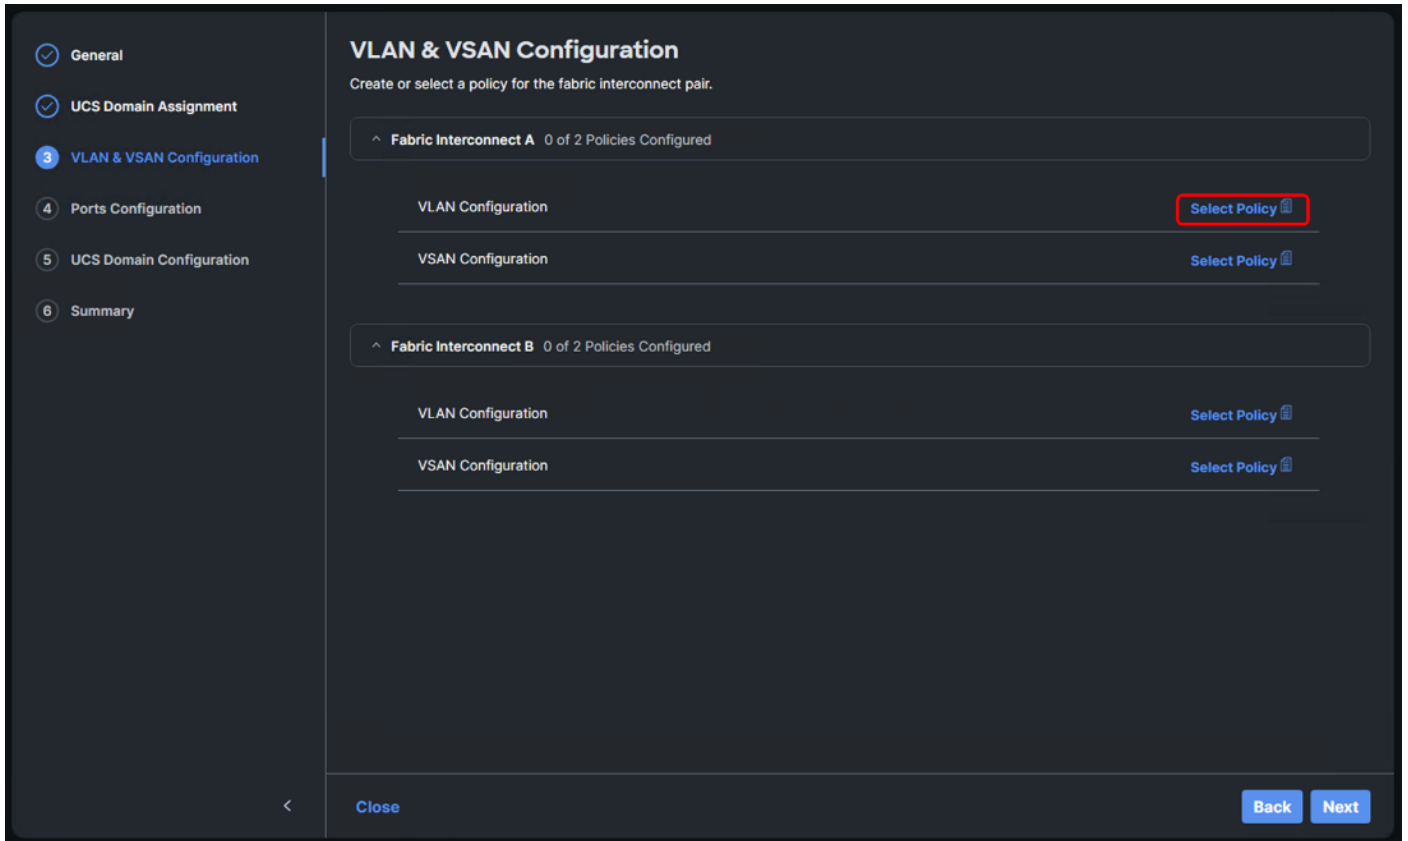 General
UCS Domain Assignment
3 VLAN & VSAN Configuration
4 Ports Configuration
5 UCS Domain Configuration
6 Summary
VLAN & VSAN Configuration
Create or select a policy for the fabric interconnect pair.
Fabric Interconnect A 0 of 2 Policies Configured
VLAN Configuration Select Policy
VSAN Configuration Select Policy
Fabric Interconnect B 0 of 2 Policies Configured
VLAN Configuration Select Policy
VSAN Configuration Select Policy
Close Back Next